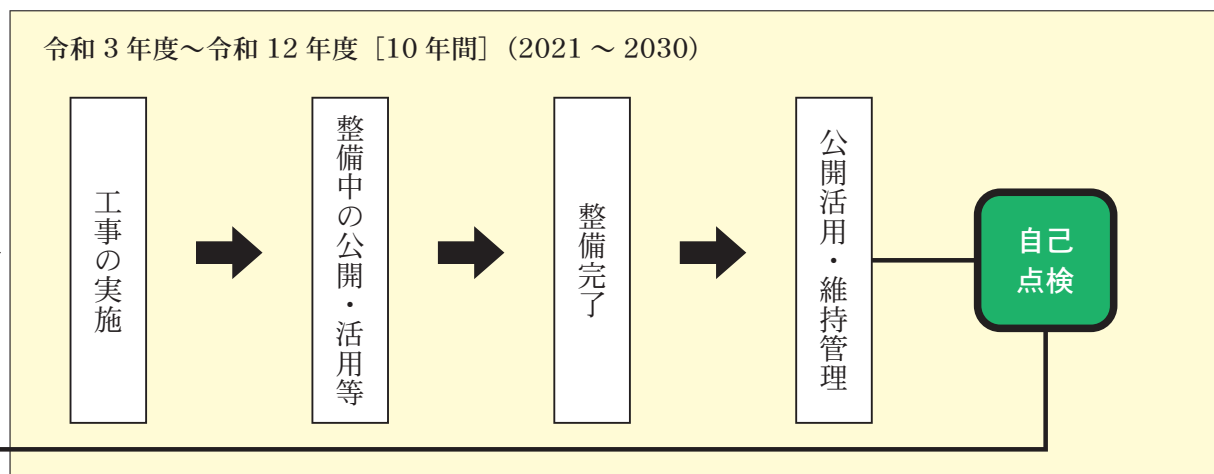 令和 3 年度～令和 12 年度［10 年間］（2021 ～ 2030）
工事の実施
整備中の公開・活用等
整備完了
公開活用・維持管理
自己
点検